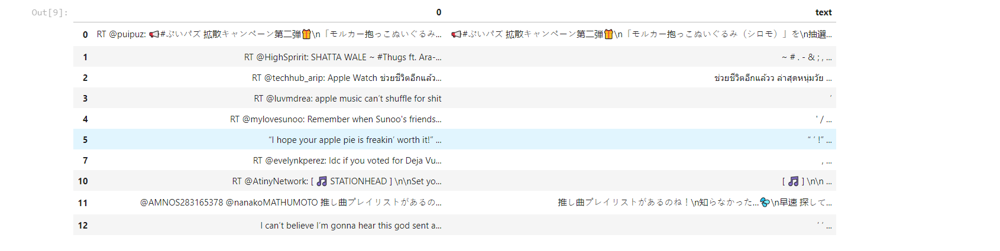 Out[9]:
0 text
0 RT @puipuz: 📢#ぷいパズ 拡散キャンペーン第二弾🎁\n「モルカー抱っこぬいぐるみ... 📢#ぷいパズ 拡散キャンペーン第二弾🎁\n「モルカー抱っこぬいぐるみ（シロモ）」を\n抽選...
1 RT @HighSpririt: SHATTA WALE ~ #Thugs ft. Ara-... ~ # . - & ; , ...
2 RT @techhub_arip: Apple Watch ช่วยชีวิตอีกแล้ว... ช่วยชีวิตอีกแล้วว ล่าสุดหนุ่มวัย ...
3 RT @luvmdrea: apple music can’t shuffle for shit ’
4 RT @mylovesunoo: Remember when Sunoo's friends... ' / ...
5 “I hope your apple pie is freakin’ worth it!” ... “ ’ !” ...
7 RT @evelynkperez: Idc if you voted for Deja Vu... , ...
10 RT @AtinyNetwork: [ 🎵 STATIONHEAD ] \n\nSet yo... [ 🎵 ] \n\n ...
11 @AMNOS283165378 @nanakoMATHUMOTO 推し曲プレイリストがあるの... 推し曲プレイリストがあるのね！\n知らなかった...💫\n早速 探して...
12 I can’t believe I’m gonna hear this god sent a... ’ ’ ...